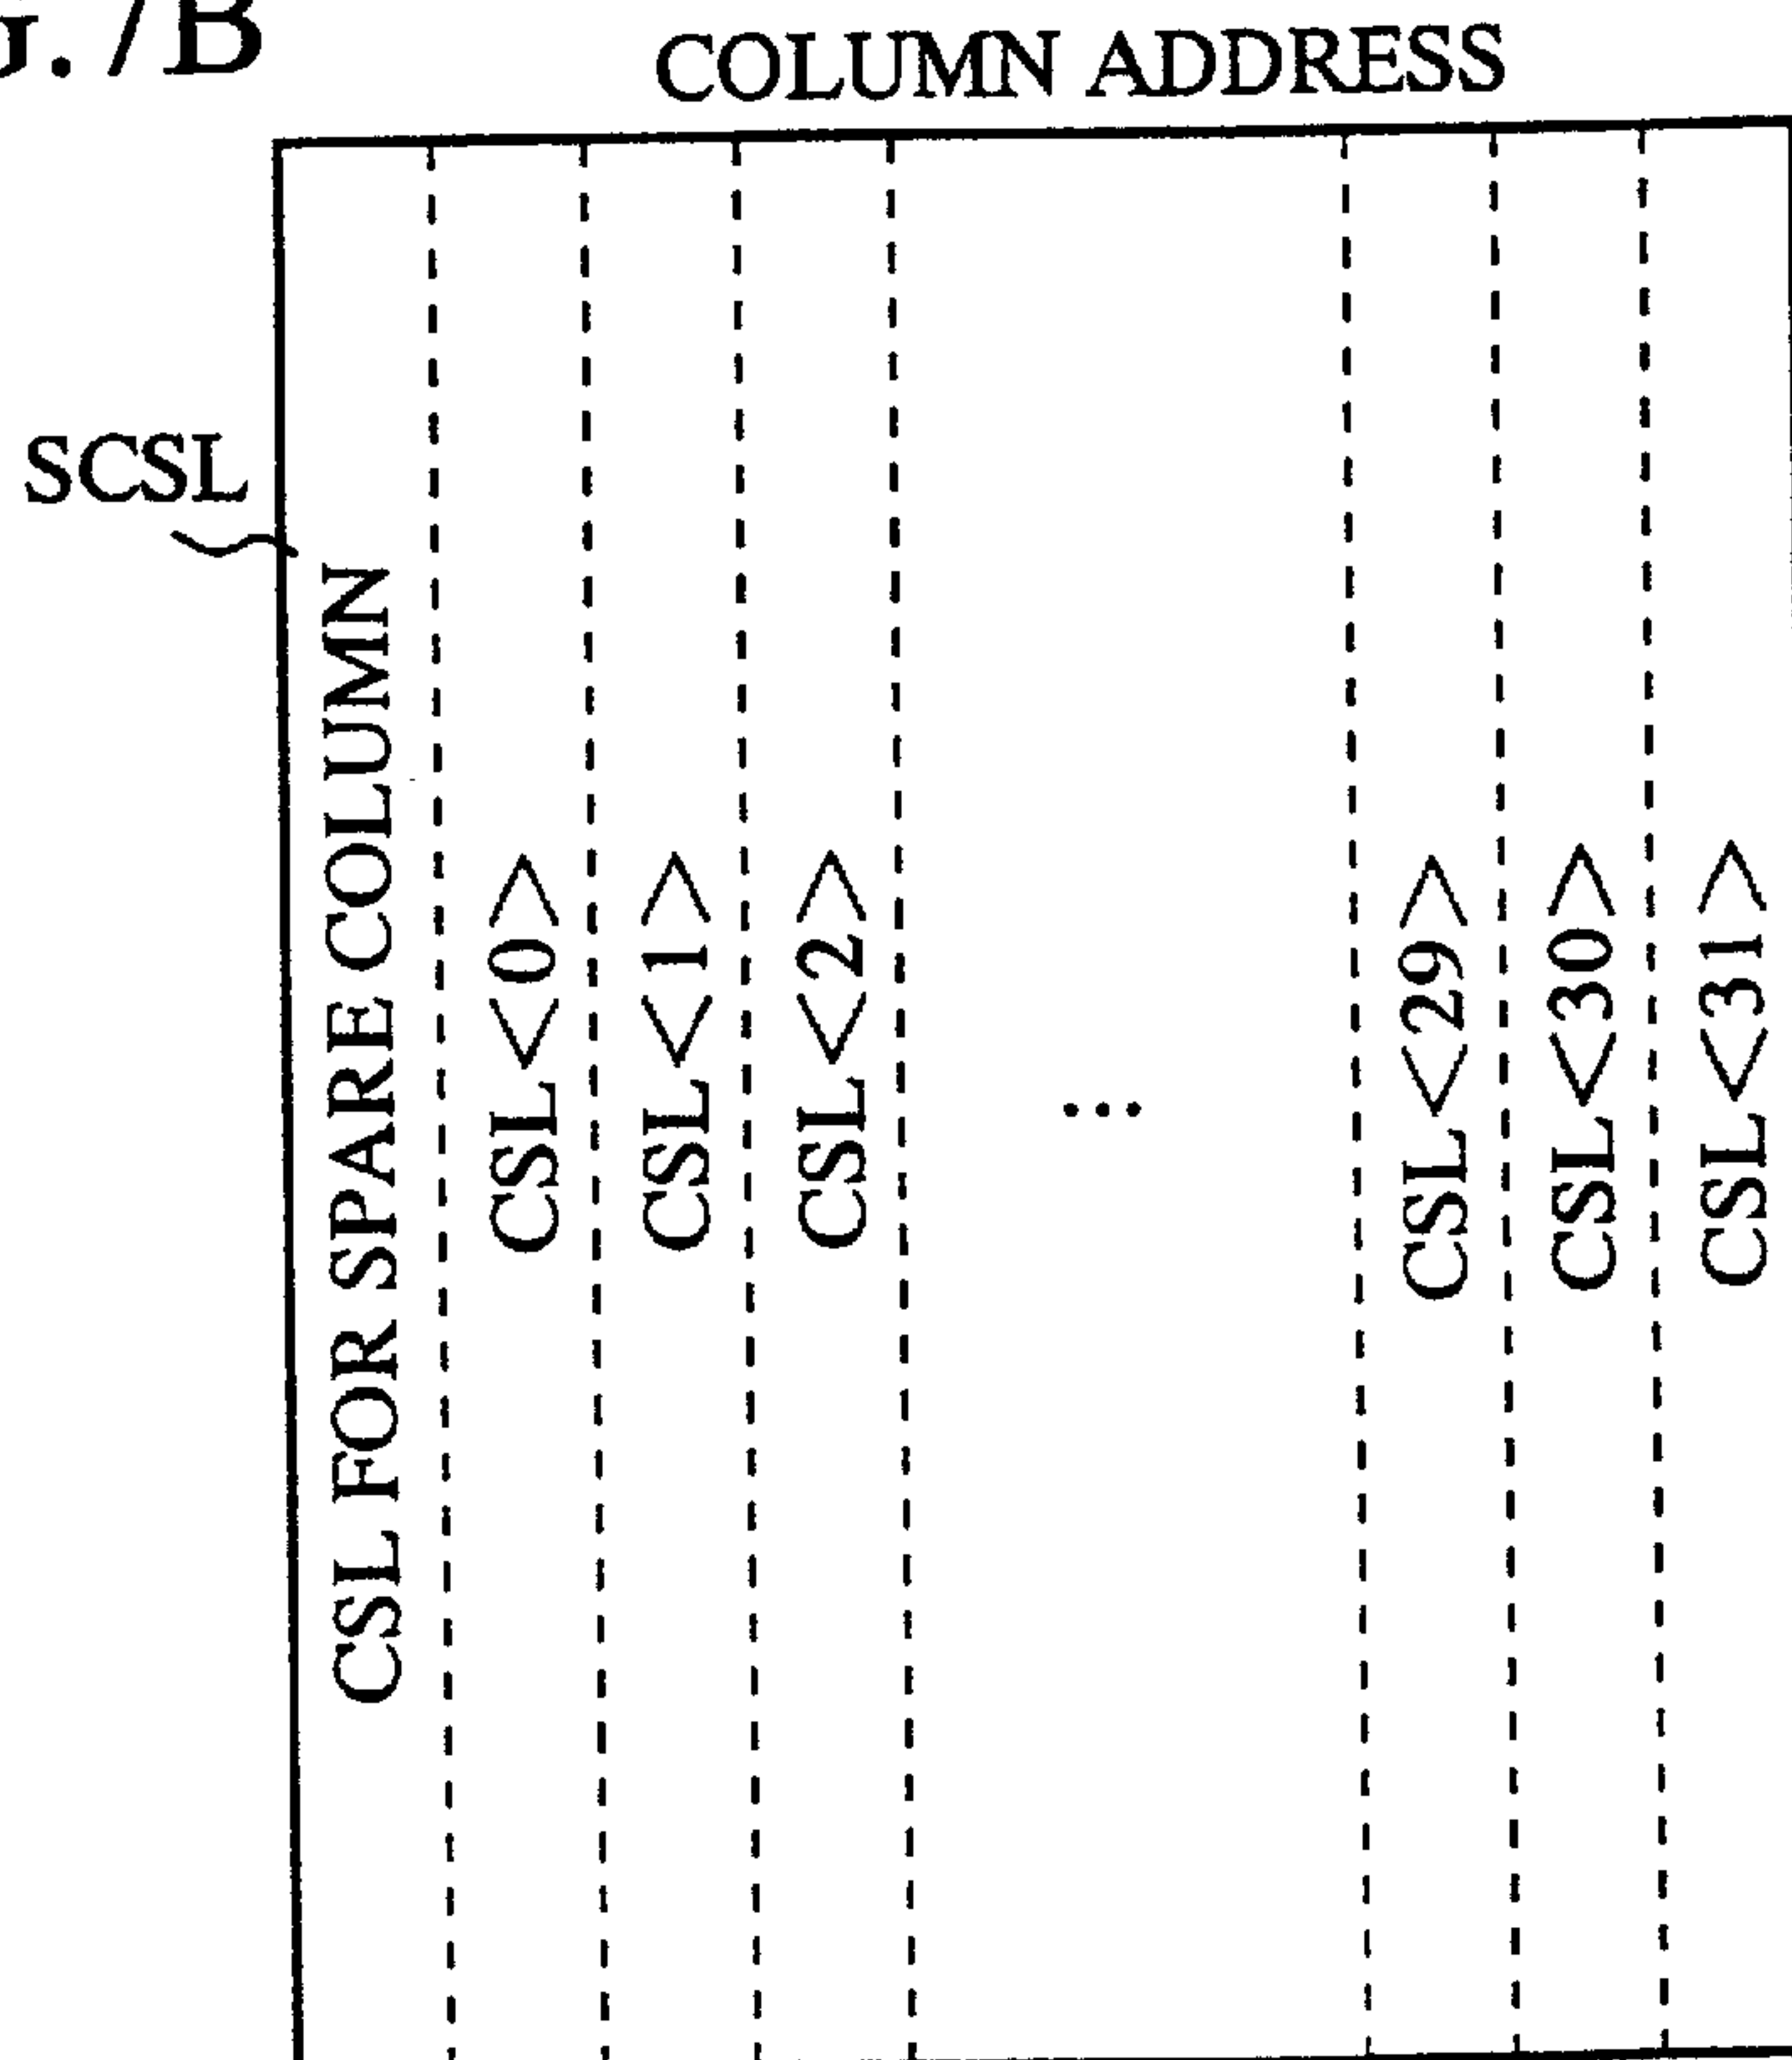 G. 7B
COLUMN ADDRESS
SCSL
CSL FOR SPARE COLUMN
CSL<0>
CSL<1>
CSL<2>
...
CSL<29>
CSL<30>
CSL<31>